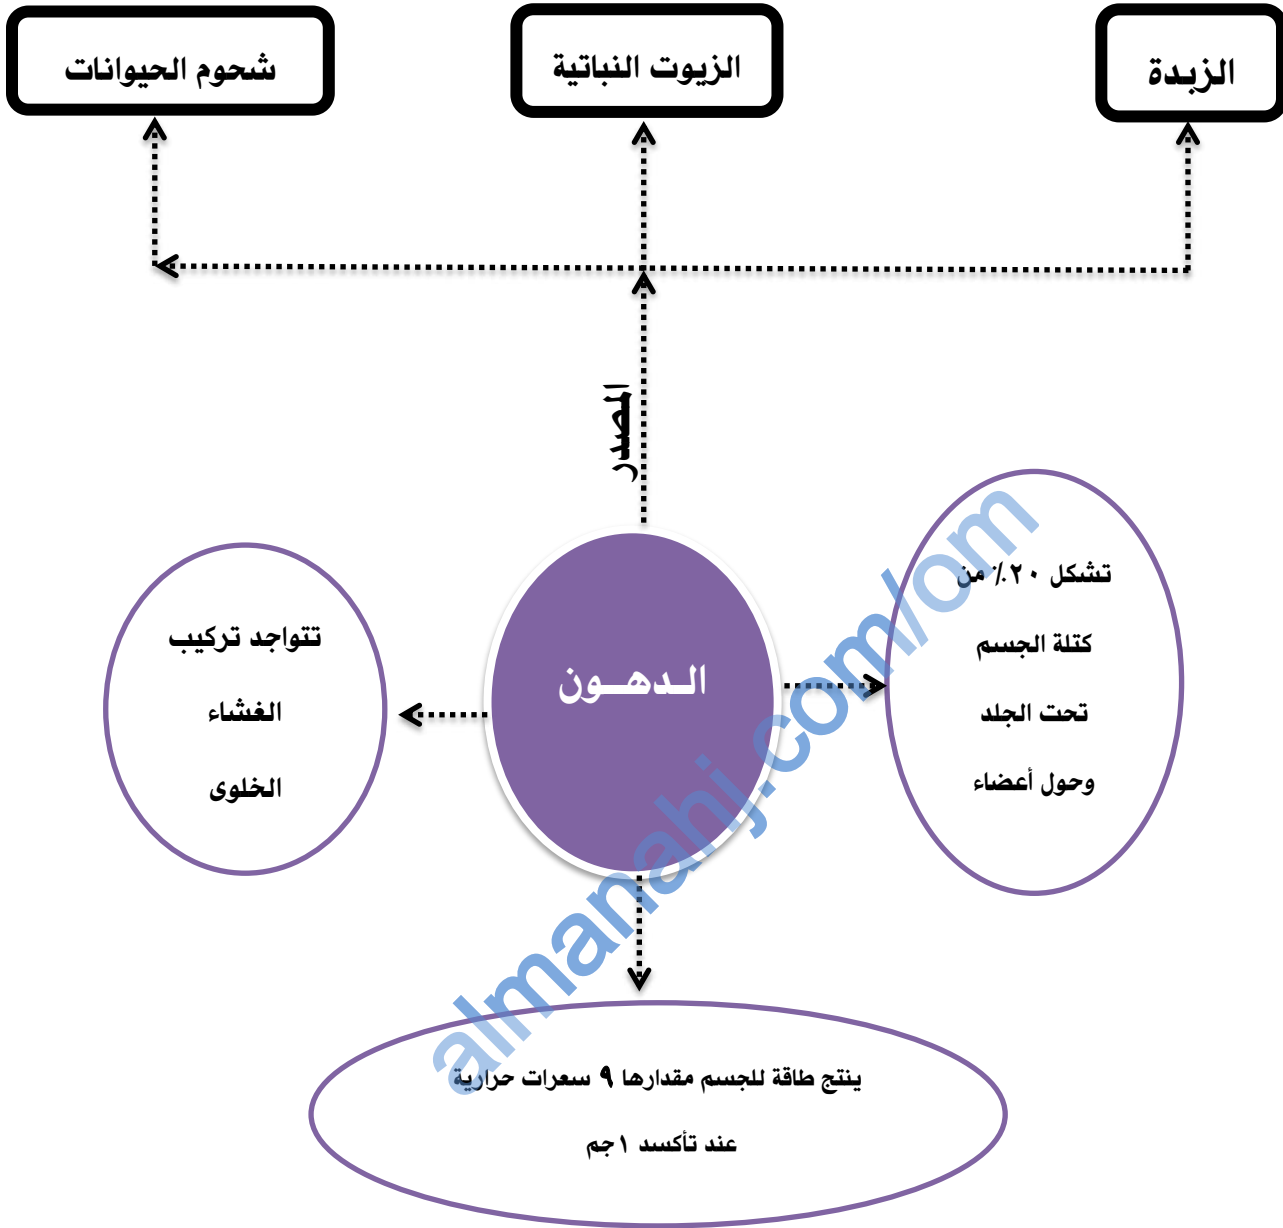 الزبدة
الزيوت النباتية
شحوم الحيوانات
المصدر
الدهون
تشكل ٢٠٪ من
كتلة الجسم
تحت الجلد
وحول أعضاء
تتواجد تركيب
الغشاء
الخلوى
ينتج طاقة للجسم مقدارها ٩ سعرات حرارية
عند تأكسد ١جم
almanahj.com/om